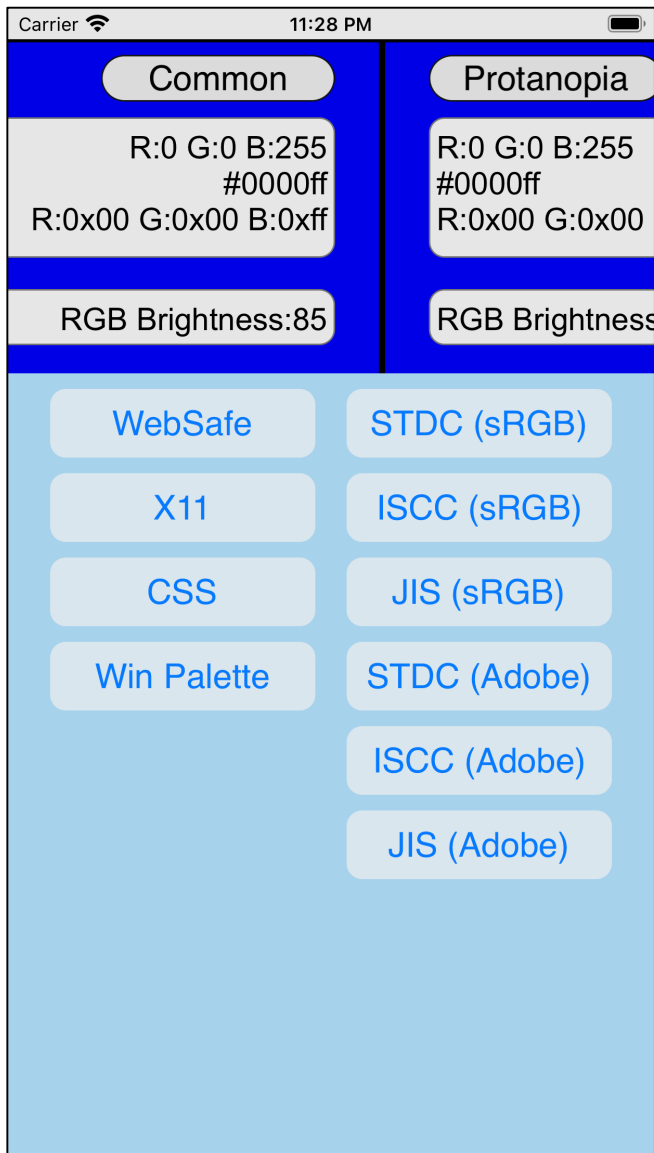 Carrier
11:28 PM
Common
R:0 G:0 B:255
#0000ff
R:0x00 G:0x00 B:0xff
RGB Brightness:85
Protanopia
R:0 G:0 B:255
#0000ff
R:0x00 G:0x00
RGB Brightness
WebSafe
STDC (sRGB)
X11
ISCC (sRGB)
CSS
JIS (sRGB)
Win Palette
STDC (Adobe)
ISCC (Adobe)
JIS (Adobe)